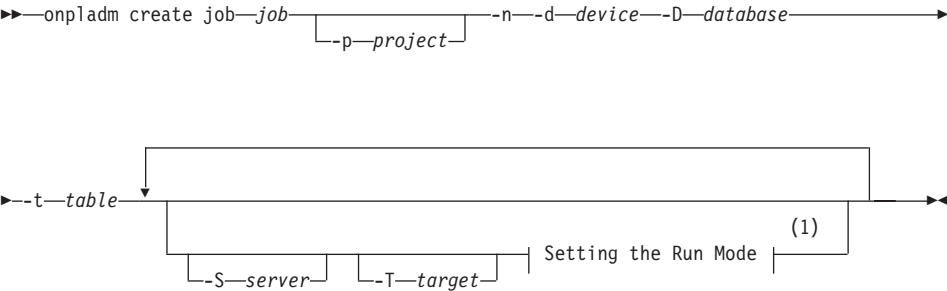 onpladm create job job -n -d device -D database
-p project
-t table
(1)
Setting the Run Mode
-S server -T target